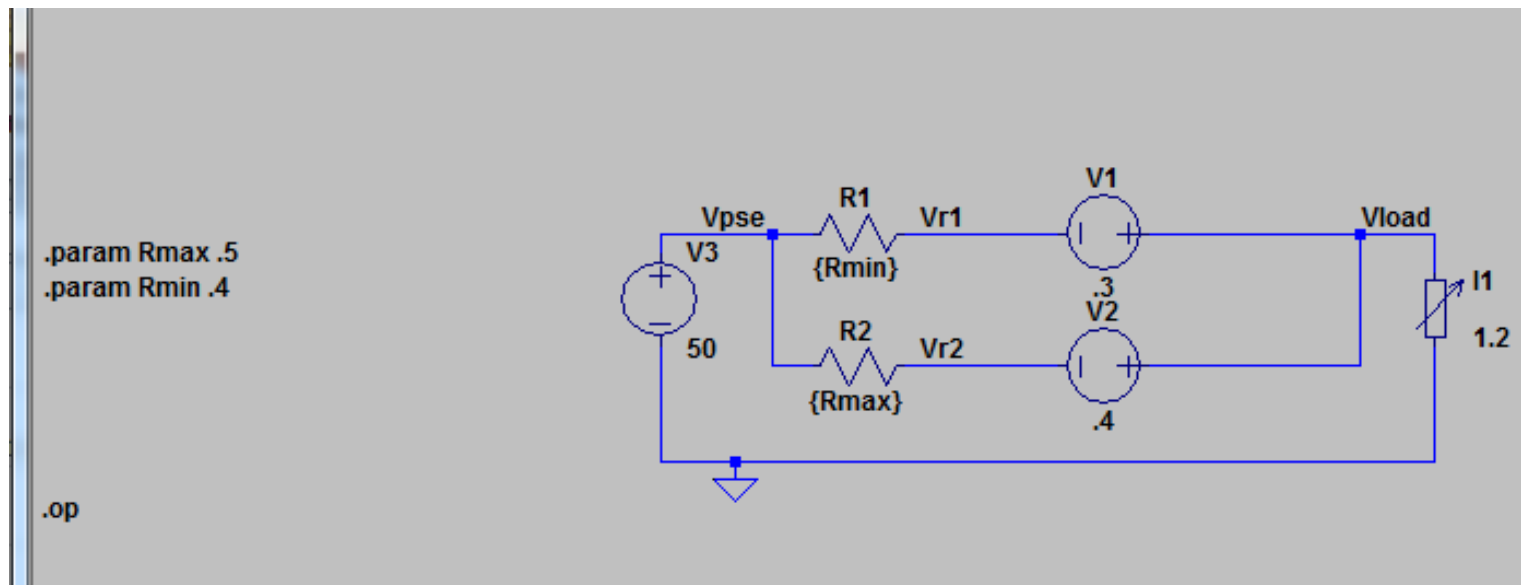 V1
R1
Vpse
Vr1
Vload
V3
.param Rmax .5
{Rmin}
I1
.param Rmin .4
.3
V2
R2
1.2
50
Vr2
{Rmax}
.4
.op